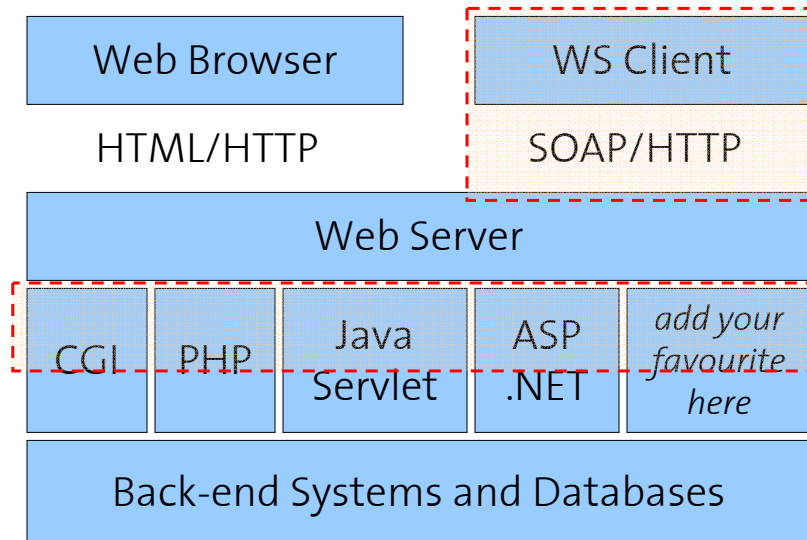 Web Browser
WS Client
HTML/HTTP
SOAP/HTTP
Web Server
CGI
PHP
Java
Servlet
ASP
.NET
add your
favourite
here
Back-end Systems and Databases